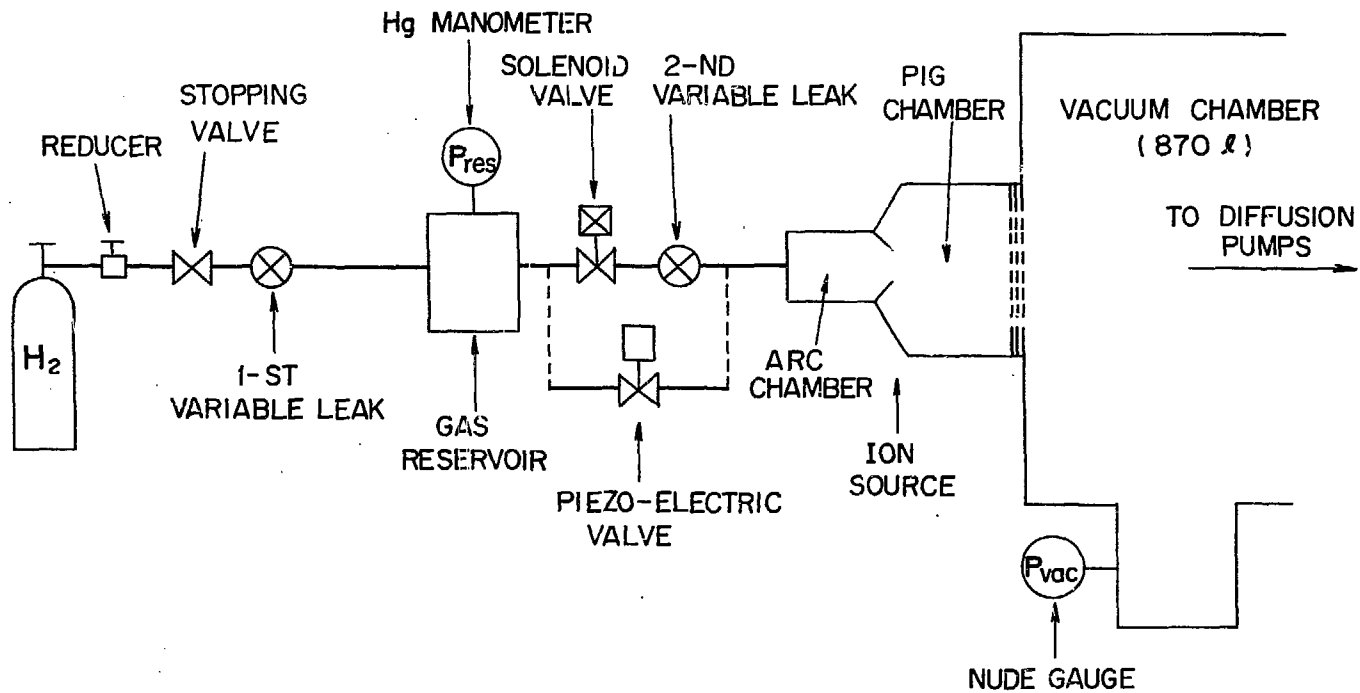 Hg MANOMETER
SOLENOID
VALVE
2-ND
VARIABLE LEAK
PIG
CHAMBER
VACUUM CHAMBER
(870 ℓ)
STOPPING
VALVE
REDUCER
Pres
TO DIFFUSION
PUMPS
H2
1-ST
VARIABLE LEAK
GAS
RESERVOIR
ARC
CHAMBER
ION
SOURCE
PIEZO-ELECTRIC
VALVE
Pvac
NUDE GAUGE